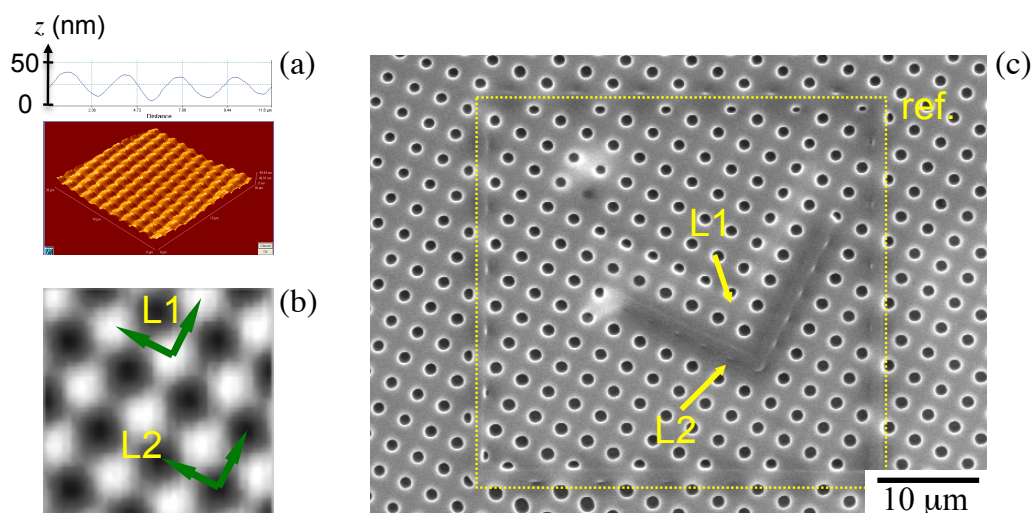 z (nm)
50
0
2.36
4.72
7.08
9.44
11.8 µm
Distance
(a)
(b)
L1
L2
(c)
ref.
L1
L2
10 µm